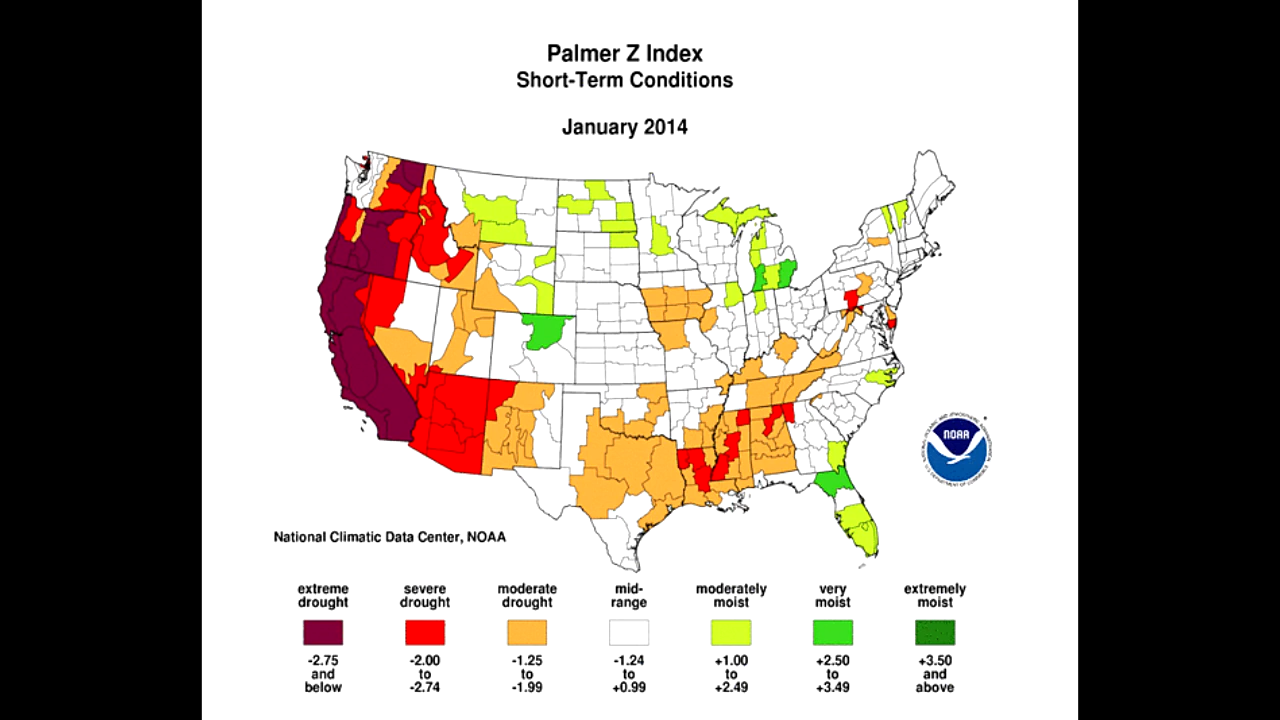 Palmer Z Index
Short-Term Conditions
January 2014
NOAA
National Climatic Data Center, NOAA
extreme drought
severe drought
moderate drought
mid-range
moderately moist
very moist
extremely moist
-2.75 and below
-2.00 to -2.74
-1.25 to -1.99
-1.24 to +0.99
+1.00 to +2.49
+2.50 to +3.49
+3.50 and above